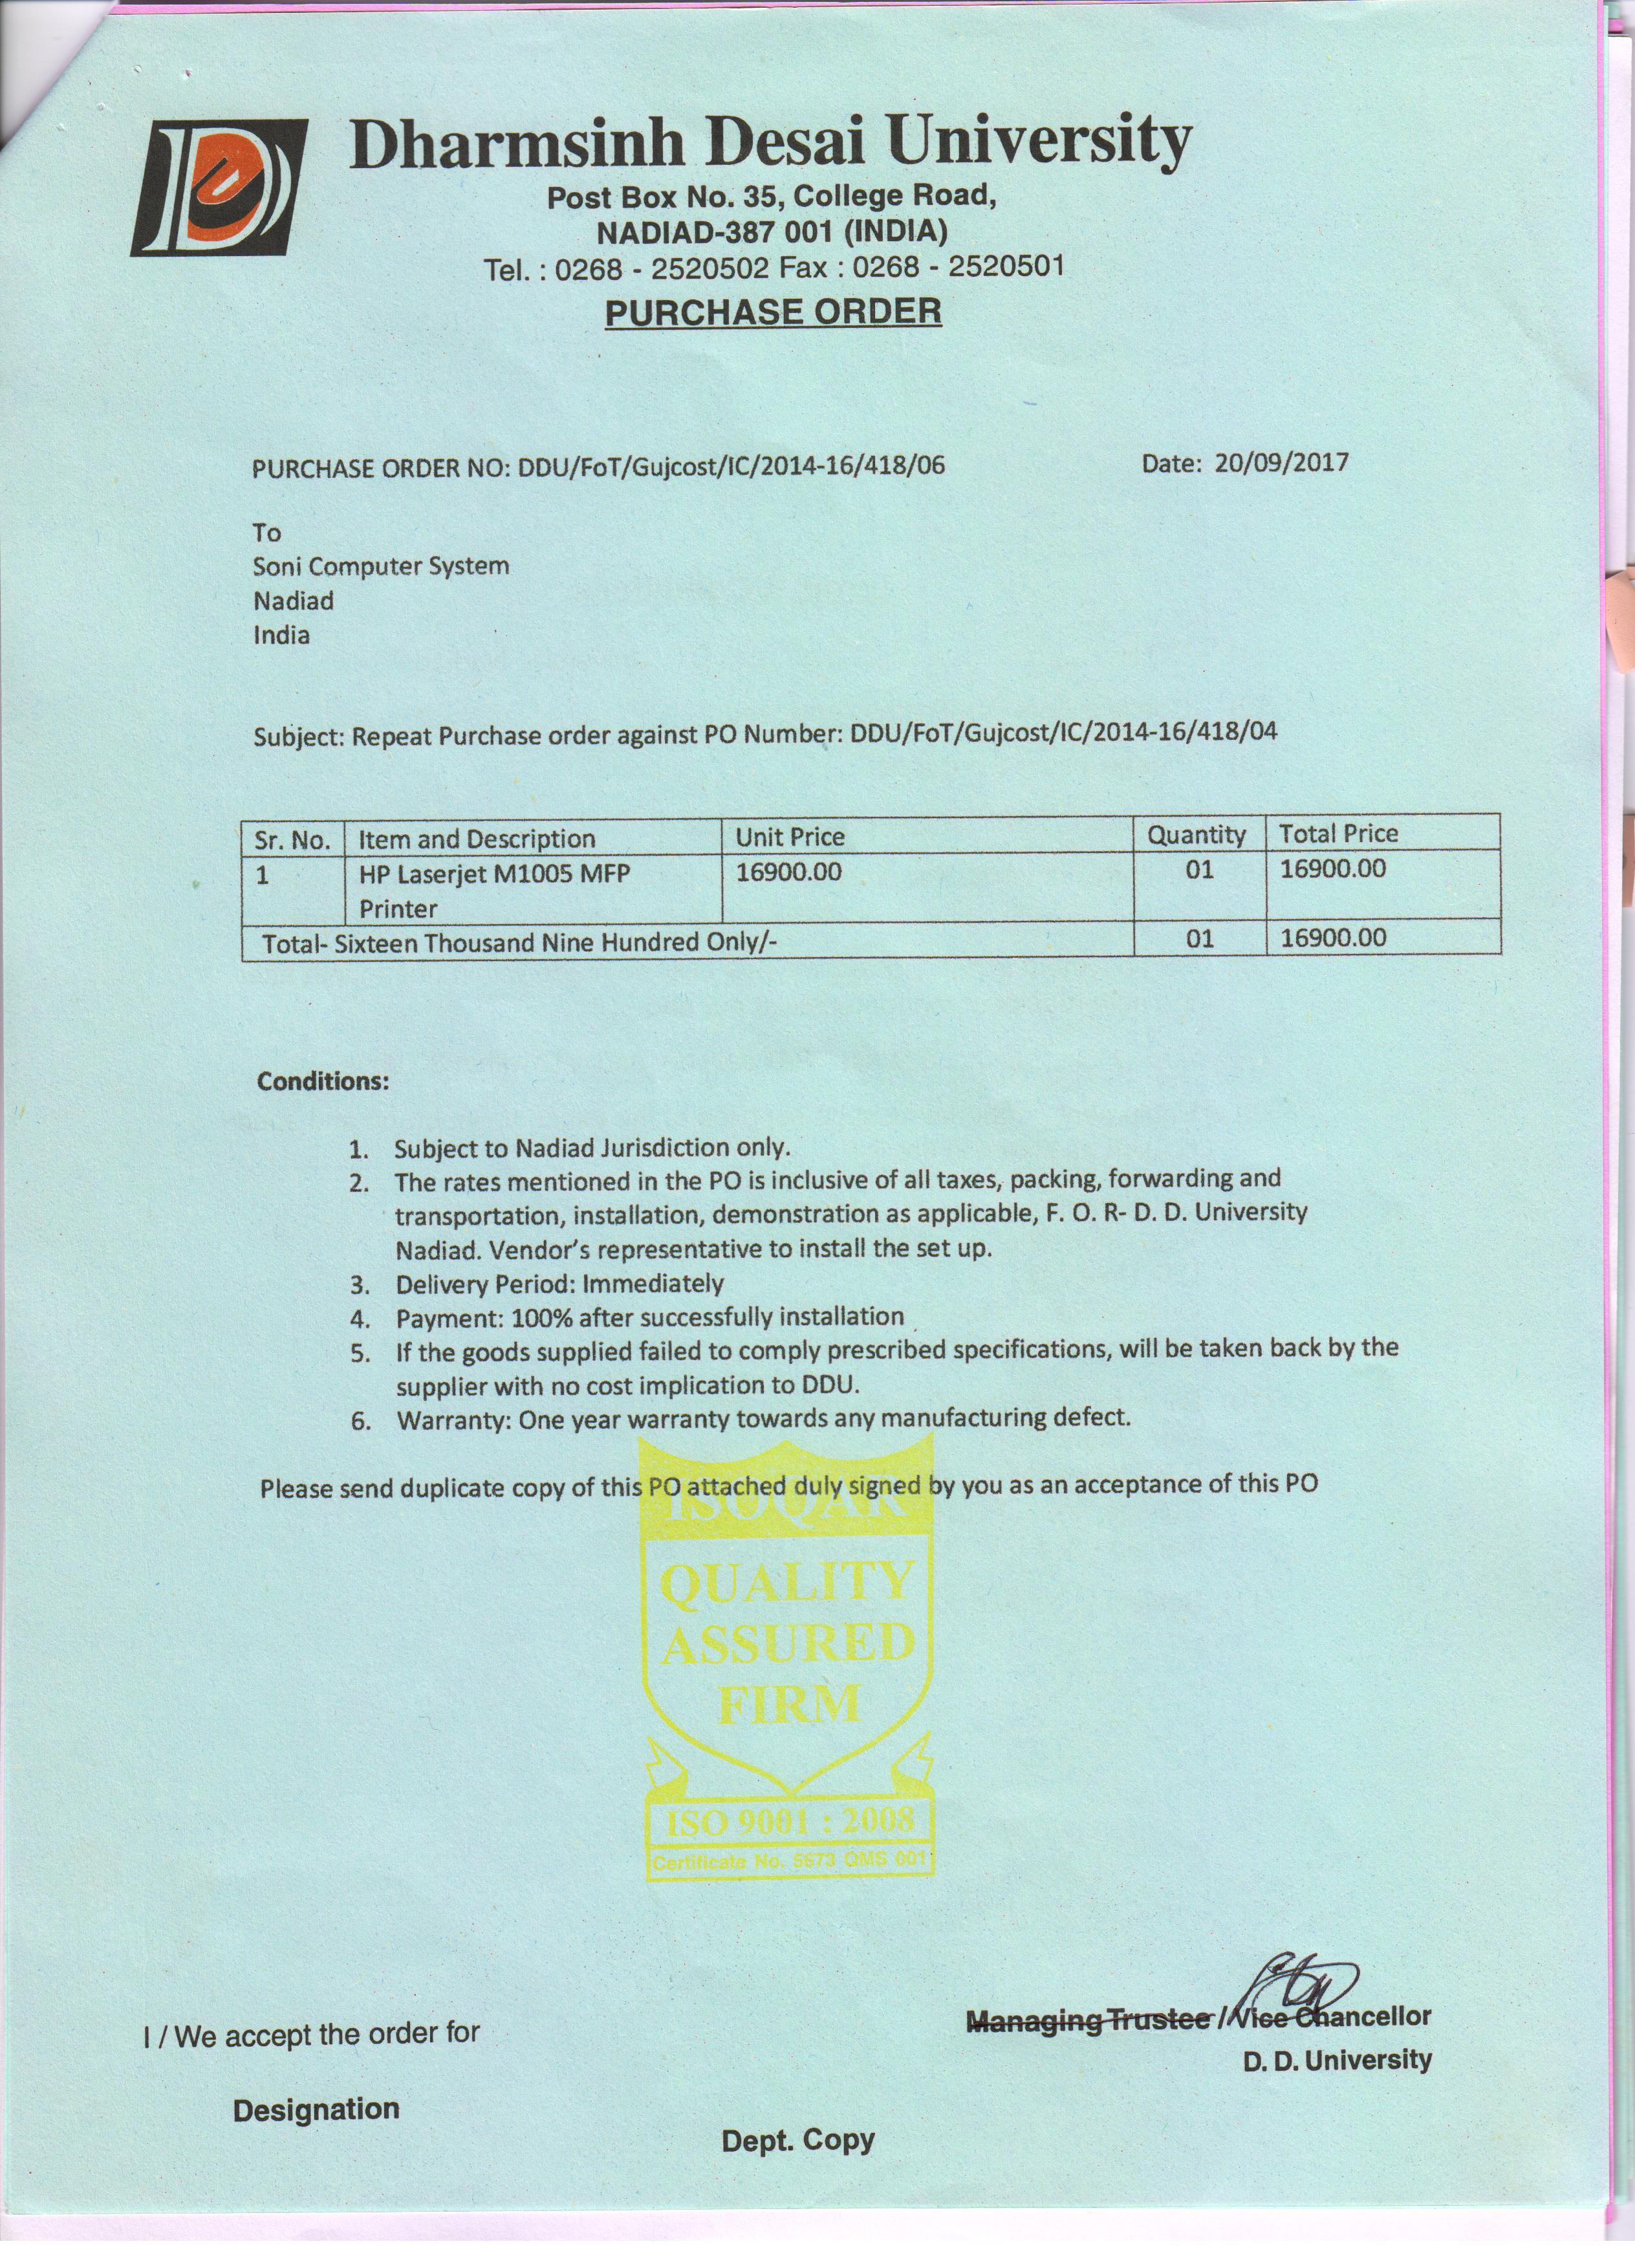 Dharmsinh Desai University
Post Box No. 35, College Road,
NADIAD-387 001 (INDIA)
Tel. : 0268 - 2520502 Fax : 0268 - 2520501
PURCHASE ORDER
PURCHASE ORDER NO: DDU/FoT/Gujcost/IC/2014-16/418/06 Date: 20/09/2017
To
Soni Computer System
Nadiad
India
Subject: Repeat Purchase order against PO Number: DDU/FoT/Gujcost/IC/2014-16/418/04
Sr. No. Item and Description Unit Price Quantity Total Price
1 HP Laserjet M1005 MFP 16900.00 01 16900.00
Printer
Total- Sixteen Thousand Nine Hundred Only/- 01 16900.00
Conditions:
1. Subject to Nadiad Jurisdiction only.
2. The rates mentioned in the PO is inclusive of all taxes, packing, forwarding and
transportation, installation, demonstration as applicable, F. O. R- D. D. University
Nadiad. Vendor's representative to install the set up.
3. Delivery Period: Immediately
4. Payment: 100% after successfully installation
5. If the goods supplied failed to comply prescribed specifications, will be taken back by the
supplier with no cost implication to DDU.
6. Warranty: One year warranty towards any manufacturing defect.
Please send duplicate copy of this PO attached duly signed by you as an acceptance of this PO
ISOQAR
QUALITY
ASSURED
FIRM
ISO 9001 : 2008
Certificate No. 5673 QMS 001
Managing Trustee / Vice Chancellor
I / We accept the order for
D. D. University
Designation
Dept. Copy